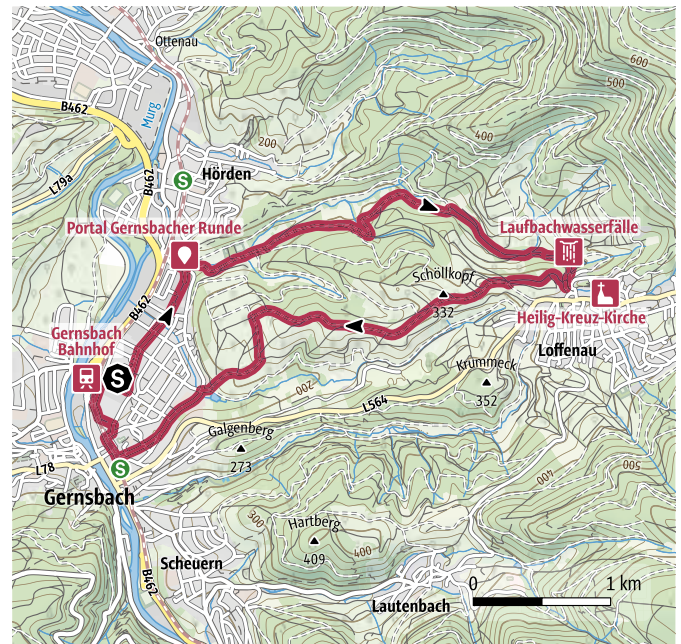 Ottenau
600
500
B462
Murg
400
200
L79a
B462
S
Hörden
Portal Gernsbacher Runde
Laufbachwasserfälle
Schöllkopf
332
B462
Heilig-Kreuz-Kirche
Gernsbach
Bahnhof
S
Loffenau
Krummeck
352
200
L564
Galgenberg
273
L78
S
400
500
Gernsbach
300
Hartberg
409
400
Scheuern
B462
Lautenbach
0
1 km